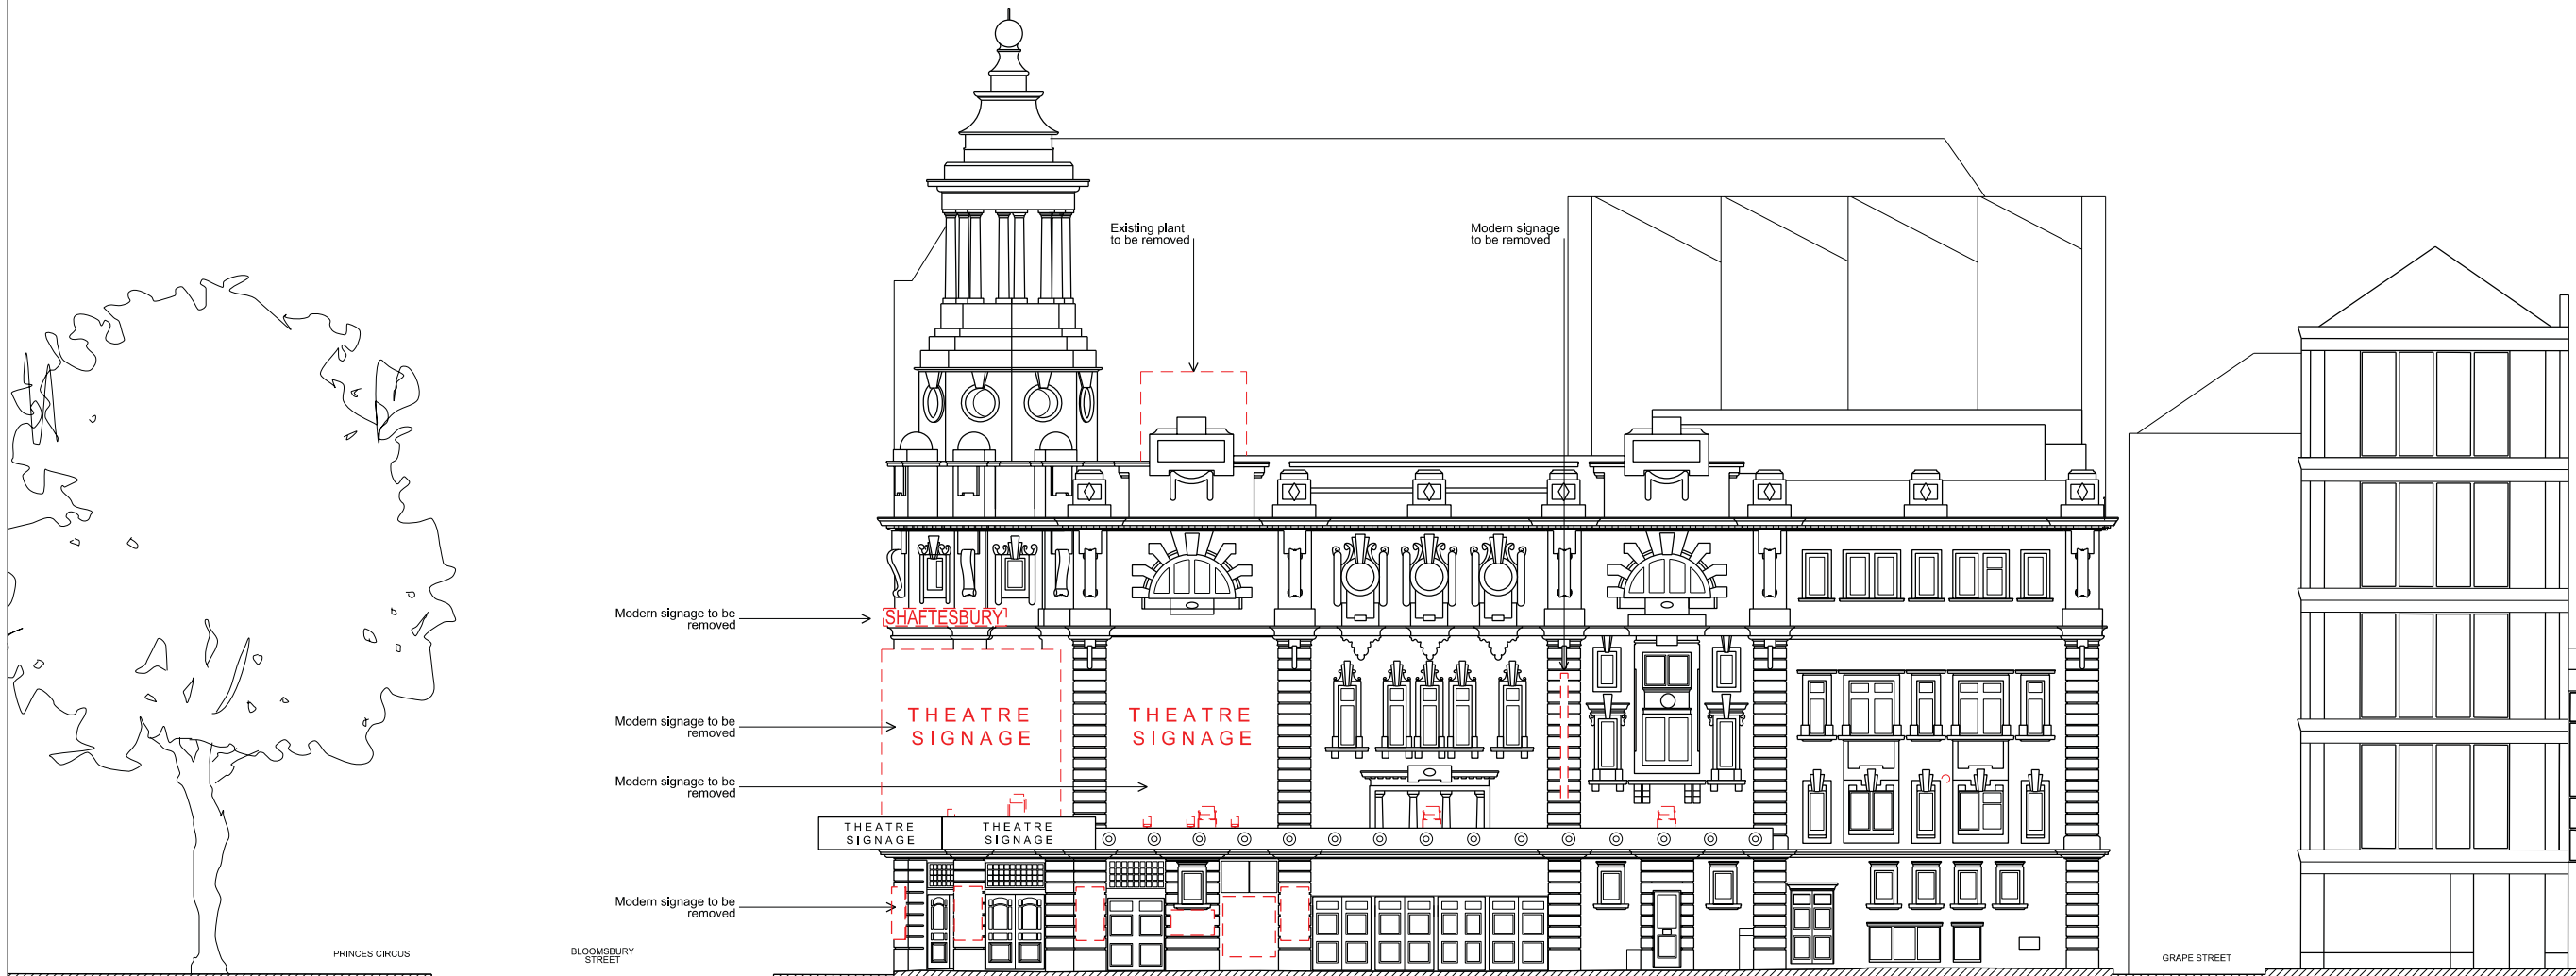 Existing plant
to be removed
Modern signage
to be removed
Modern signage to be
removed
SHAFTESBURY
Modern signage to be
removed
THEATRE
SIGNAGE
THEATRE
SIGNAGE
Modern signage to be
removed
THEATRE
SIGNAGE
THEATRE
SIGNAGE
Modern signage to be
removed
PRINCES CIRCUS
BLOOMSBURY
STREET
GRAPE STREET